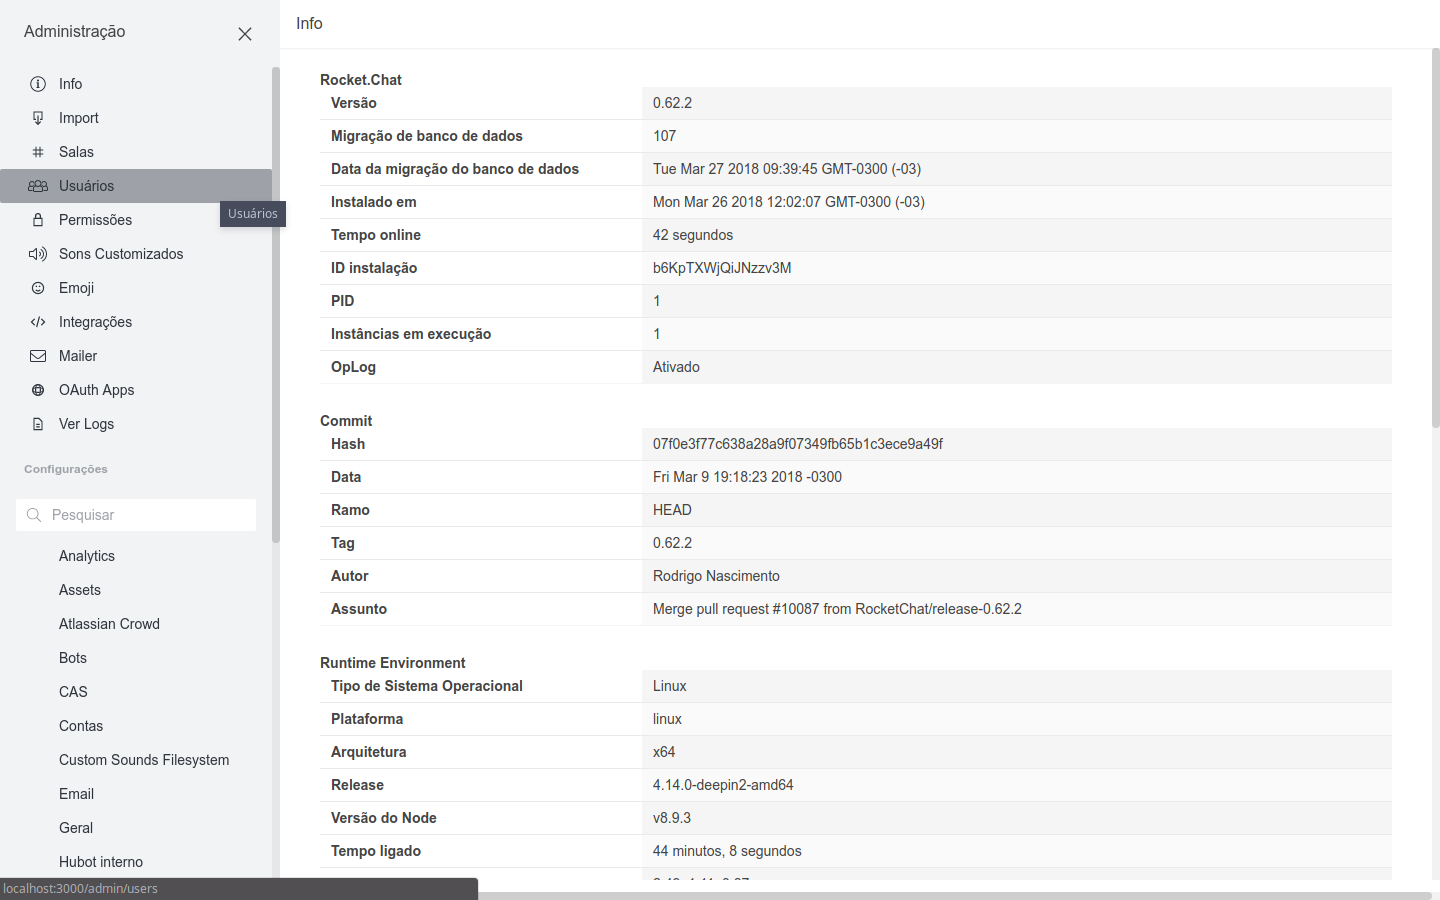 Administração
Info
Import
Salas
Usuários
Usuários
Permissões
Sons Customizados
Emoji
Integrações
Mailer
OAuth Apps
Ver Logs
Configurações
Pesquisar
Analytics
Assets
Atlassian Crowd
Bots
CAS
Contas
Custom Sounds Filesystem
Email
Geral
Hubot interno
localhost:3000/admin/users
Info
Rocket.Chat
Versão 0.62.2
Migração de banco de dados 107
Data da migração do banco de dados Tue Mar 27 2018 09:39:45 GMT-0300 (-03)
Instalado em Mon Mar 26 2018 12:02:07 GMT-0300 (-03)
Tempo online 42 segundos
ID instalação b6KpTXWjQiJNzzv3M
PID 1
Instâncias em execução 1
OpLog Ativado
Commit
Hash 07f0e3f77c638a28a9f07349fb65b1c3ece9a49f
Data Fri Mar 9 19:18:23 2018 -0300
Ramo HEAD
Tag 0.62.2
Autor Rodrigo Nascimento
Assunto Merge pull request #10087 from RocketChat/release-0.62.2
Runtime Environment
Tipo de Sistema Operacional Linux
Plataforma linux
Arquitetura x64
Release 4.14.0-deepin2-amd64
Versão do Node v8.9.3
Tempo ligado 44 minutos, 8 segundos